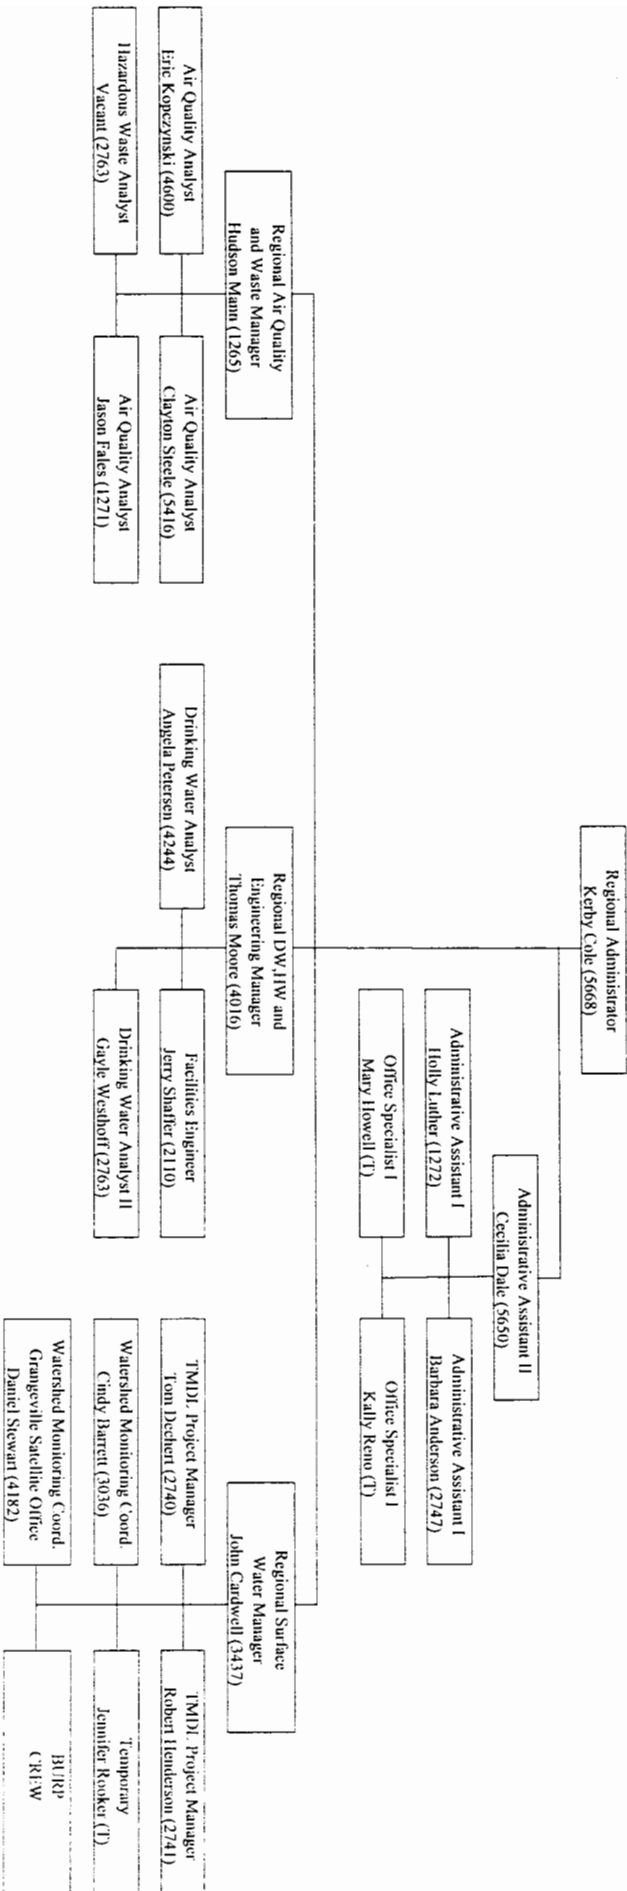 Regional Administrator
Kerby Cole (5668)
Administrative Assistant II
Cecilia Dale (5650)
Administrative Assistant I
Holly Luther (1272)
Administrative Assistant I
Barbara Anderson (2747)
Office Specialist I
Mary Howell (T)
Office Specialist I
Kally Reno (T)
Regional Air Quality
and Waste Manager
Hudson Mann (1265)
Regional DW,HW and
Engineering Manager
Thomas Moore (4016)
Regional Surface
Water Manager
John Cardwell (3437)
Air Quality Analyst
Eric Kopczynski (4600)
Air Quality Analyst
Clayton Steele (5416)
Hazardous Waste Analyst
Vacant (2763)
Air Quality Analyst
Jason Fales (1271)
Drinking Water Analyst
Angela Petersen (4244)
Facilities Engineer
Jerry Shaffer (2110)
Drinking Water Analyst II
Gayle Westhoff (2763)
TMDL Project Manager
Tom Dechert (2740)
TMDL Project Manager
Robert Henderson (2741)
Watershed Monitoring Coord.
Cindy Barrett (3036)
Temporary
Jennifer Rooker (T)
Watershed Monitoring Coord.
Grangeville Satellite Office
Daniel Stewart (4182)
BURP
CREW